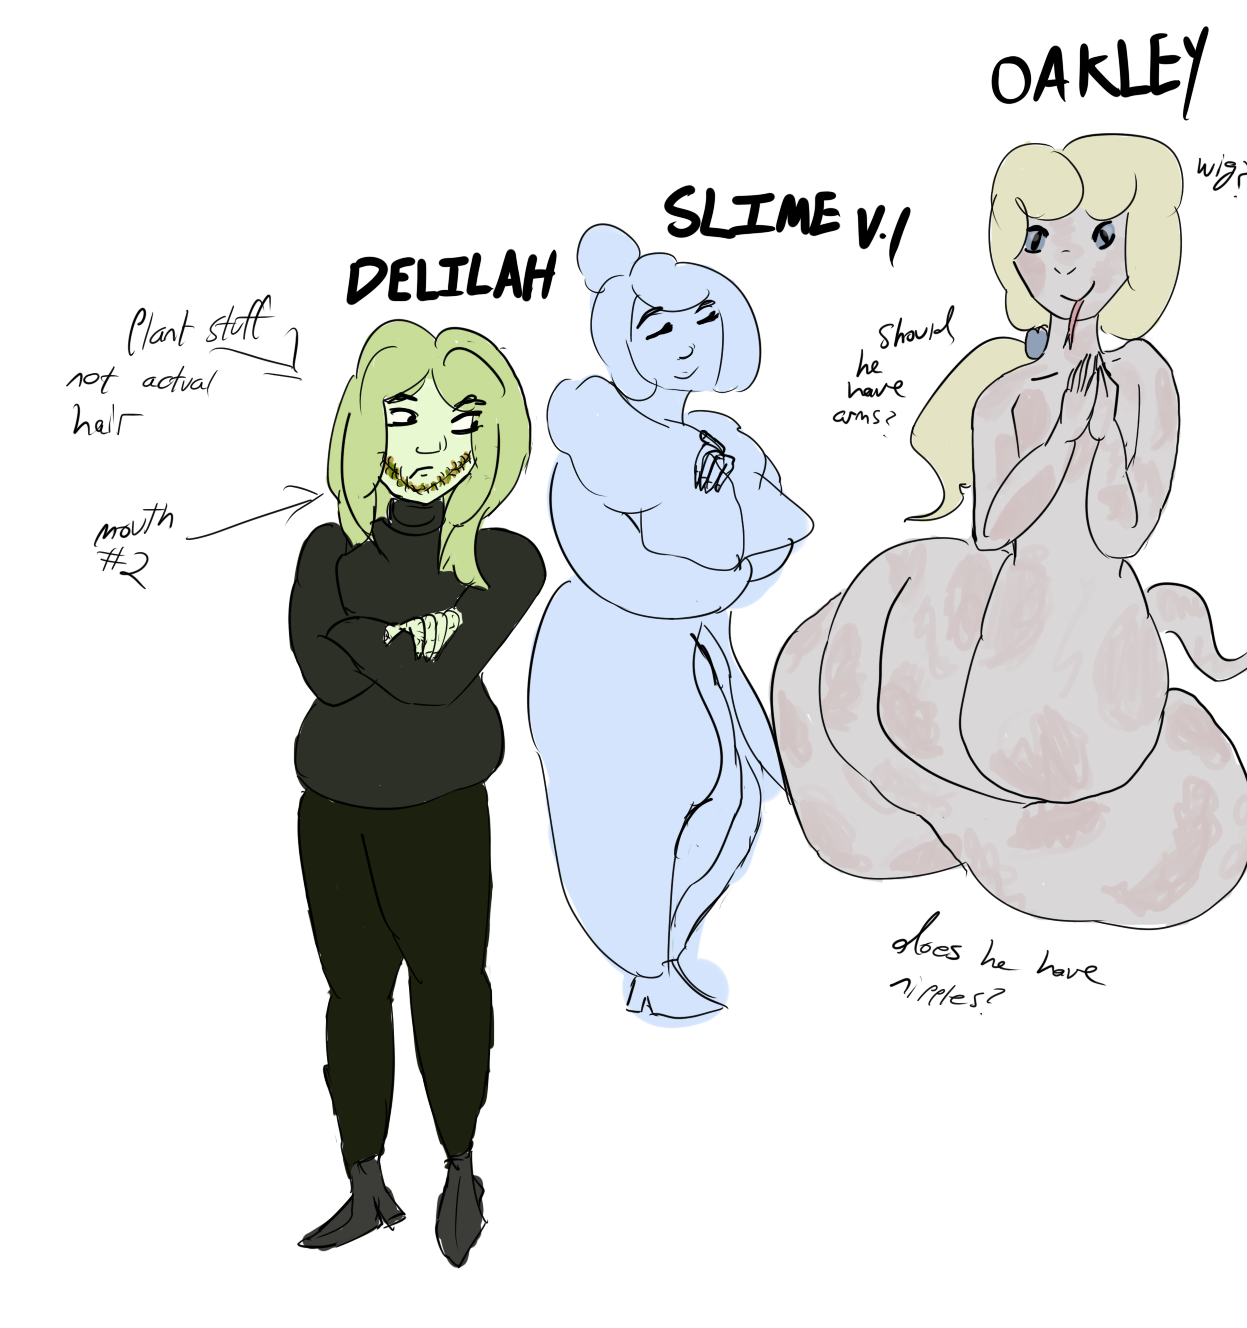 OAKLEY
wig?
SLIME V.1
DELILAH
Plant stuff
not actual
hair
should
he
have
arms?
mouth
#2
does he have
nipples?